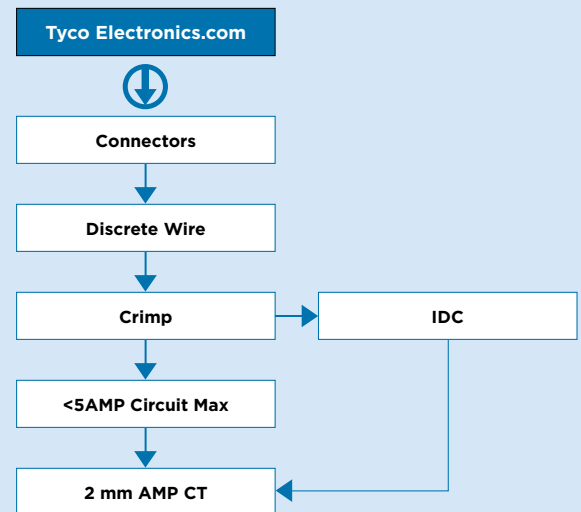 Tyco Electronics.com
Connectors
Discrete Wire
Crimp
IDC
<5AMP Circuit Max
2 mm AMP CT